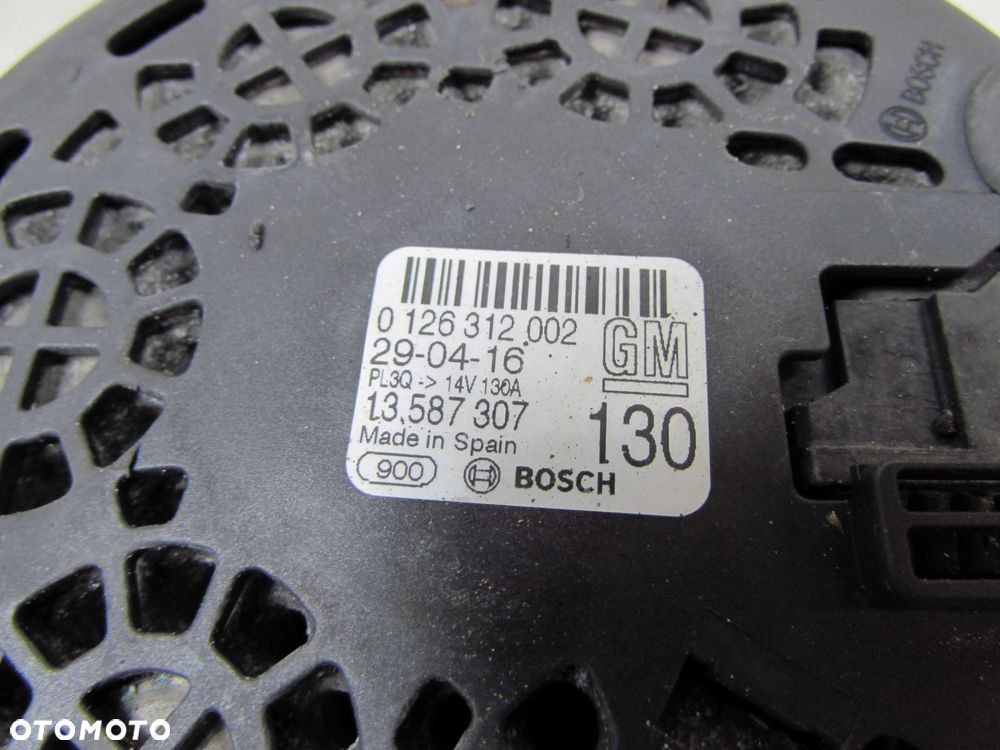 BOSCH
0 126 312 002
29-04-16
PL3Q -> 14V 130A
13.587 307
Made in Spain
900
BOSCH
GM
130
OTOMOTO